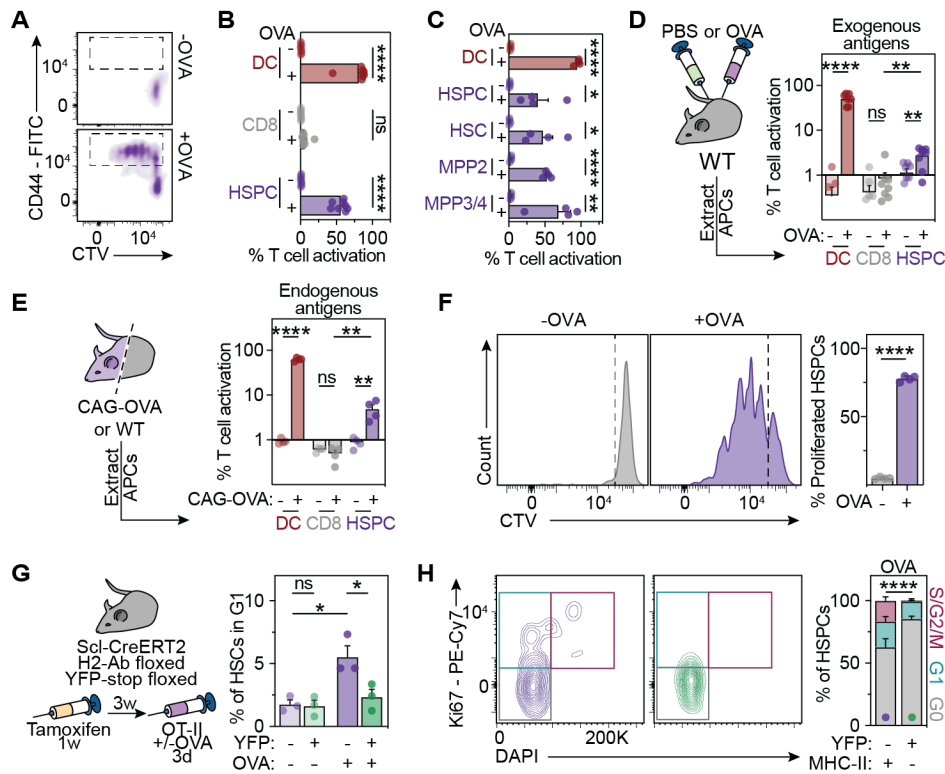 A
-OVA
+OVA
10⁴
0
10⁴
0
CD44 - FITC
0 10⁴
CTV
B
OVA
DC - +
CD8 - +
HSPC - +
****
ns
****
0 50 100
% T cell activation
C
OVA
DC - +
HSPC - +
HSC - +
MPP2 - +
MPP3/4 - +
****
*
*
****
**
0 50 100
% T cell activation
D
PBS or OVA
WT
Extract
APCs
Exogenous
antigens
**** **
ns **
100
10
1
% T cell activation
OVA: - + - + - +
DC CD8 HSPC
E
CAG-OVA
or WT
Extract
APCs
Endogenous
antigens
**** **
ns **
100
10
1
% T cell activation
CAG-OVA: - + - + - +
DC CD8 HSPC
F
-OVA +OVA
Count
0 10⁴ 0 10⁴
CTV
****
100
75
50
25
% Proliferated HSPCs
OVA - +
G
Scl-CreERT2
H2-Ab floxed
YFP-stop floxed
3w
Tamoxifen
1w
OT-II
+/-OVA
3d
ns *
*
10
5
0
% of HSCs in G1
YFP: - + - +
OVA: - - + +
H
10⁴
0
Ki67 - PE-Cy7
200K
DAPI
OVA
****
100
50
0
% of HSPCs
S/G2/M G1 G0
YFP: - +
MHC-II: + -